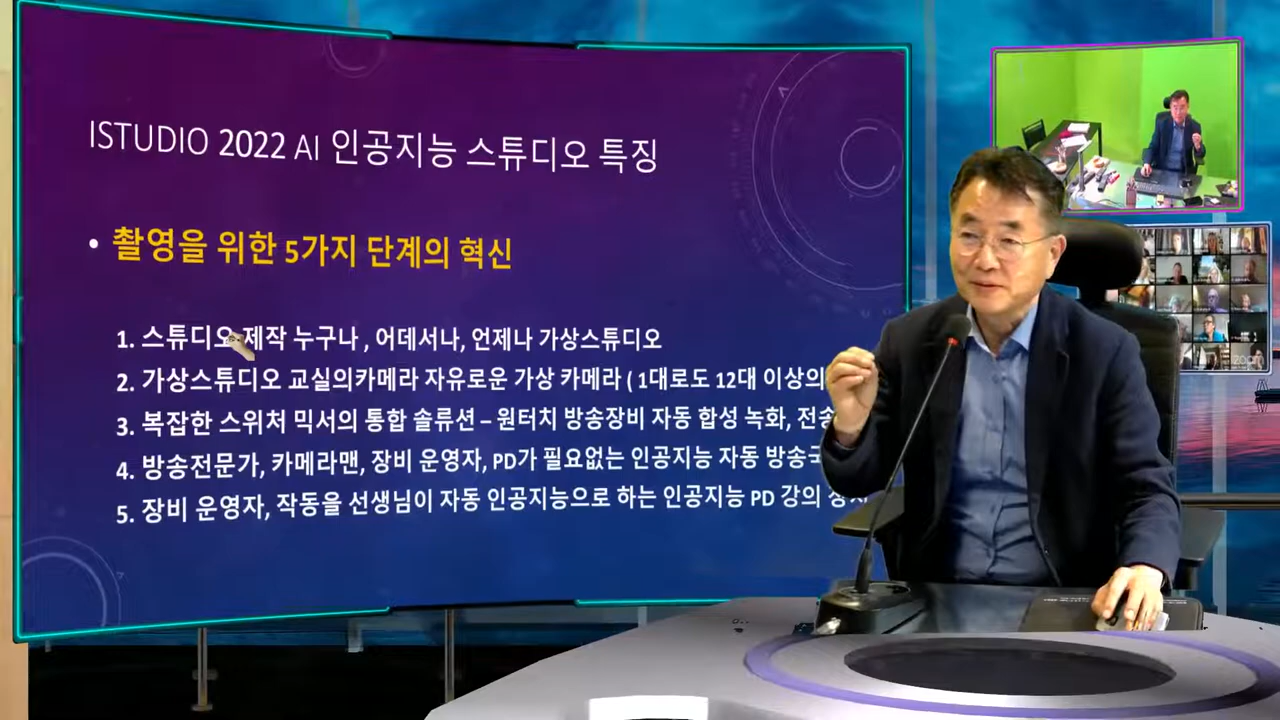 ISTUDIO 2022 AI 인공지능 스튜디오 특징
• 촬영을 위한 5가지 단계의 혁신
1. 스튜디오 제작 누구나 , 어데서나, 언제나 가상스튜디오
2. 가상스튜디오 교실의카메라 자유로운 가상 카메라 ( 1대로도 12대 이상의
3. 복잡한 스위처 믹서의 통합 솔류션 – 원터치 방송장비 자동 합성 녹화, 전송
4. 방송전문가, 카메라맨, 장비 운영자, PD가 필요없는 인공지능 자동 방송국
5. 장비 운영자, 작동을 선생님이 자동 인공지능으로 하는 인공지능 PD 강의
zoom